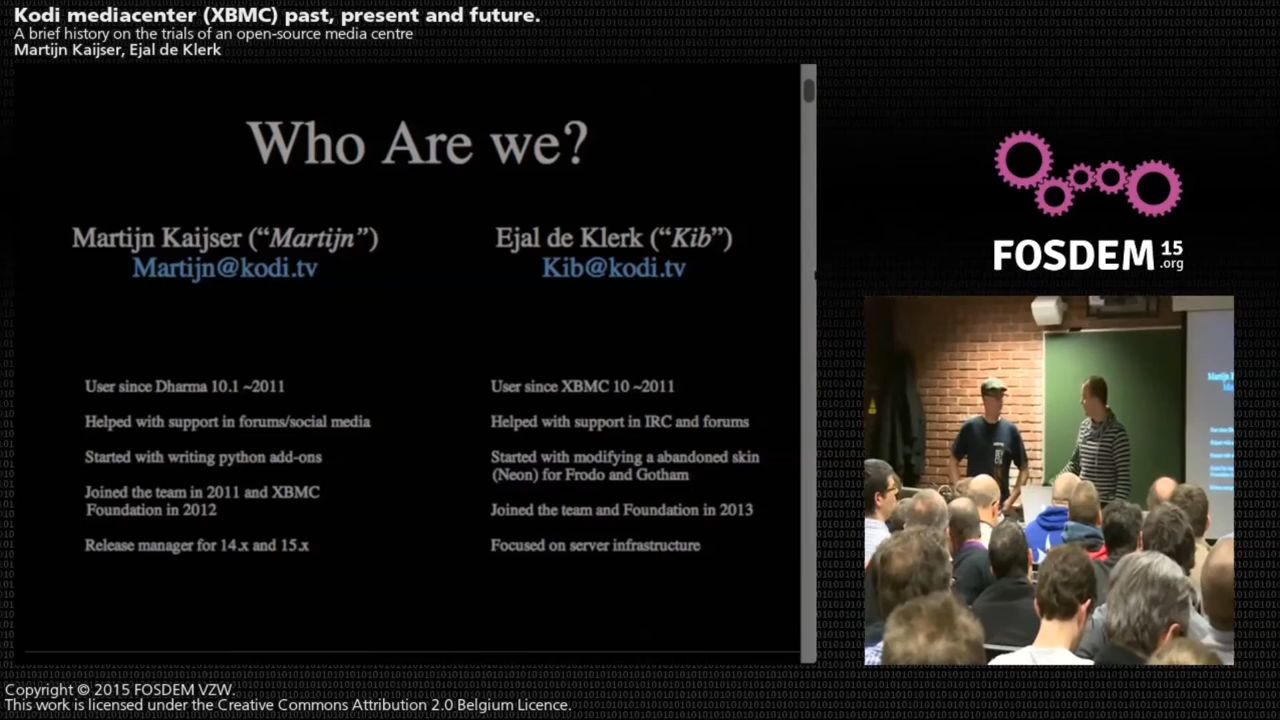 Kodi mediacenter (XBMC) past, present and future.
A brief history on the trials of an open-source media centre
Martijn Kaijser, Ejal de Klerk
Who Are we?
Martijn Kaijser (“Martijn”)
Martijn@kodi.tv
User since Dharma 10.1 ~2011
Helped with support in forums/social media
Started with writing python add-ons
Joined the team in 2011 and XBMC
Foundation in 2012
Release manager for 14.x and 15.x
Ejal de Klerk (“Kib”)
Kib@kodi.tv
User since XBMC 10 ~2011
Helped with support in IRC and forums
Started with modifying a abandoned skin
(Neon) for Frodo and Gotham
Joined the team and Foundation in 2013
Focused on server infrastructure
FOSDEM 15
.org
Copyright © 2015 FOSDEM VZW.
This work is licensed under the Creative Commons Attribution 2.0 Belgium Licence.